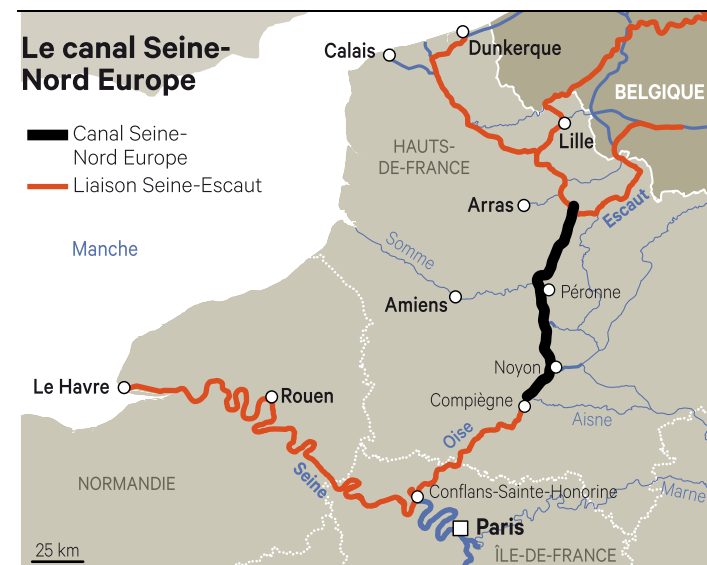 Le canal Seine-
Nord Europe
Canal Seine-
Nord Europe
Liaison Seine-Escaut
Calais
Dunkerque
BELGIQUE
HAUTS-
DE-FRANCE
Lille
Arras
Escaut
Manche
Somme
Amiens
Péronne
Noyon
Le Havre
Rouen
Compiègne
Aisne
Oise
NORMANDIE
Seine
Conflans-Sainte-Honorine
Marne
Paris
ÎLE-DE-FRANCE
25 km